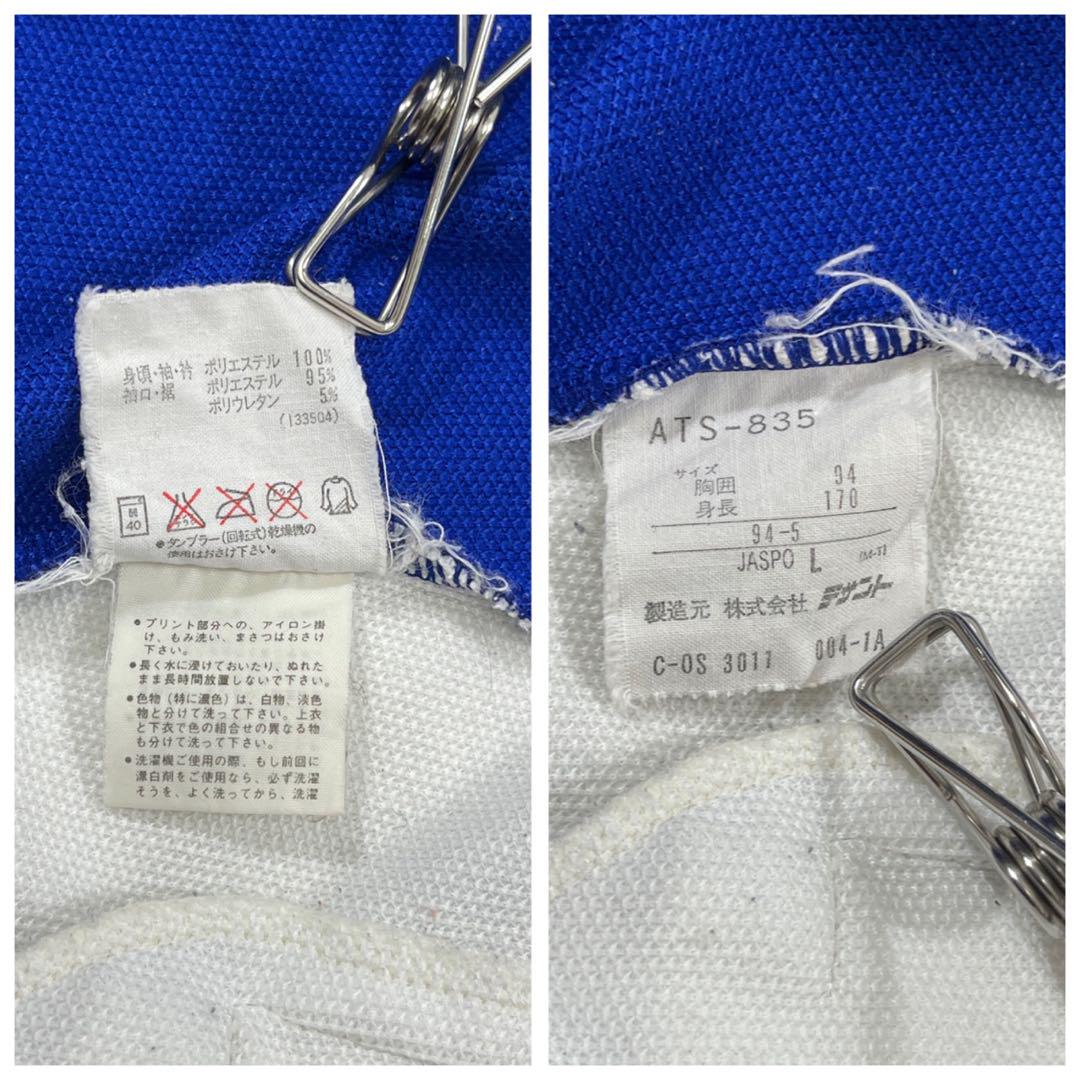 身頃・袖・衿 ポリエステル 100%
袖口・裾 ポリエステル 95%
ポリウレタン 5%
(133504)
弱
40
エンソサラシ
ドライ
●タンブラー(回転式)乾燥機の
使用はおさけ下さい。
●プリント部分への、アイロン掛
け、もみ洗い、まさつはおさけ
下さい。
●長く水に浸けておいたり、ぬれた
まま長時間放置しないで下さい。
●色物(特に濃色)は、白物、淡色
物と分けて洗って下さい。上衣
と下衣で色の組合せの異なる物
も分けて洗って下さい。
●洗濯機ご使用の際、もし前回に
漂白剤をご使用なら、必ず洗濯
そうを、よく洗ってから、洗濯
ATS-835
サイズ
胸囲 94
身長 170
94-5
JASPO L (M-3)
製造元 株式会社 デサント
C-OS 3011 004-1A